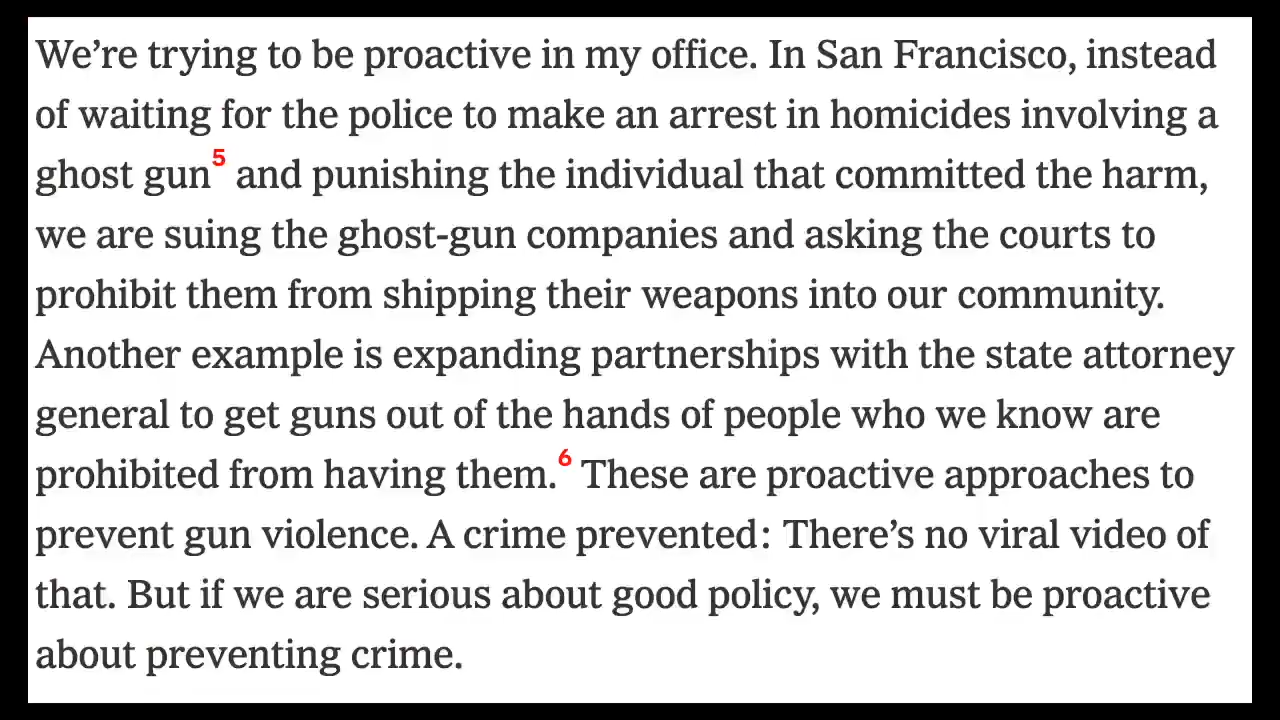 We’re trying to be proactive in my office. In San Francisco, instead
of waiting for the police to make an arrest in homicides involving a
ghost gun5 and punishing the individual that committed the harm,
we are suing the ghost-gun companies and asking the courts to
prohibit them from shipping their weapons into our community.
Another example is expanding partnerships with the state attorney
general to get guns out of the hands of people who we know are
prohibited from having them.6 These are proactive approaches to
prevent gun violence. A crime prevented: There’s no viral video of
that. But if we are serious about good policy, we must be proactive
about preventing crime.